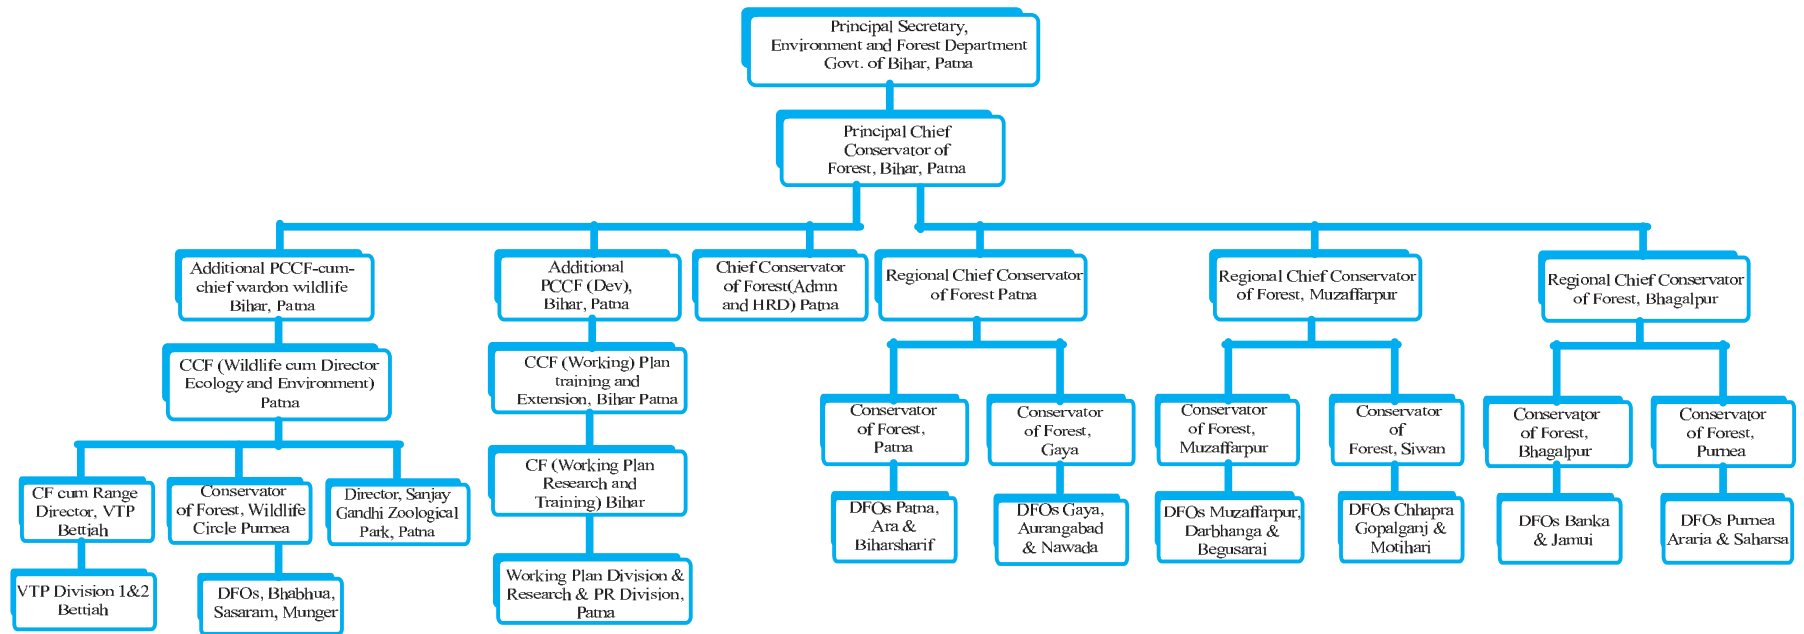 Principal Secretary,
Environment and Forest Department
Govt. of Bihar, Patna
Principal Chief
Conservator of
Forest, Bihar, Patna
Additional PCCF-cum-
chief wardon wildlife
Bihar, Patna
Additional
PCCF (Dev),
Bihar, Patna
Chief Conservator
of Forest(Admn
and HRD) Patna
Regional Chief Conservator
of Forest Patna
Regional Chief Conservator
of Forest, Muzaffarpur
Regional Chief Conservator
of Forest, Bhagalpur
CCF (Wildlife cum Director
Ecology and Environment)
Patna
CCF (Working) Plan
training and
Extension, Bihar Patna
Conservator
of Forest,
Patna
Conservator
of Forest,
Gaya
Conservator
of Forest,
Muzaffarpur
Conservator
of
Forest, Siwan
Conservator
of Forest,
Bhagalpur
Conservator
of Forest,
Purnea
CF cum Range
Director, VTP
Bettiah
Conservator
of Forest, Wildlife
Circle Purnea
Director, Sanjay
Gandhi Zoological
Park, Patna
CF (Working Plan
Research and
Training) Bihar
DFOs Patna,
Ara &
Biharsharif
DFOs Gaya,
Aurangabad
& Nawada
DFOs Muzaffarpur,
Darbhanga &
Begusarai
DFOs Chhapra
Gopalganj &
Motihari
DFOs Banka
& Jamui
DFOs Purnea
Araria & Saharsa
VTP Division 1&2
Bettiah
DFOs, Bhabhua,
Sasaram, Munger
Working Plan Division &
Research & PR Division,
Patna